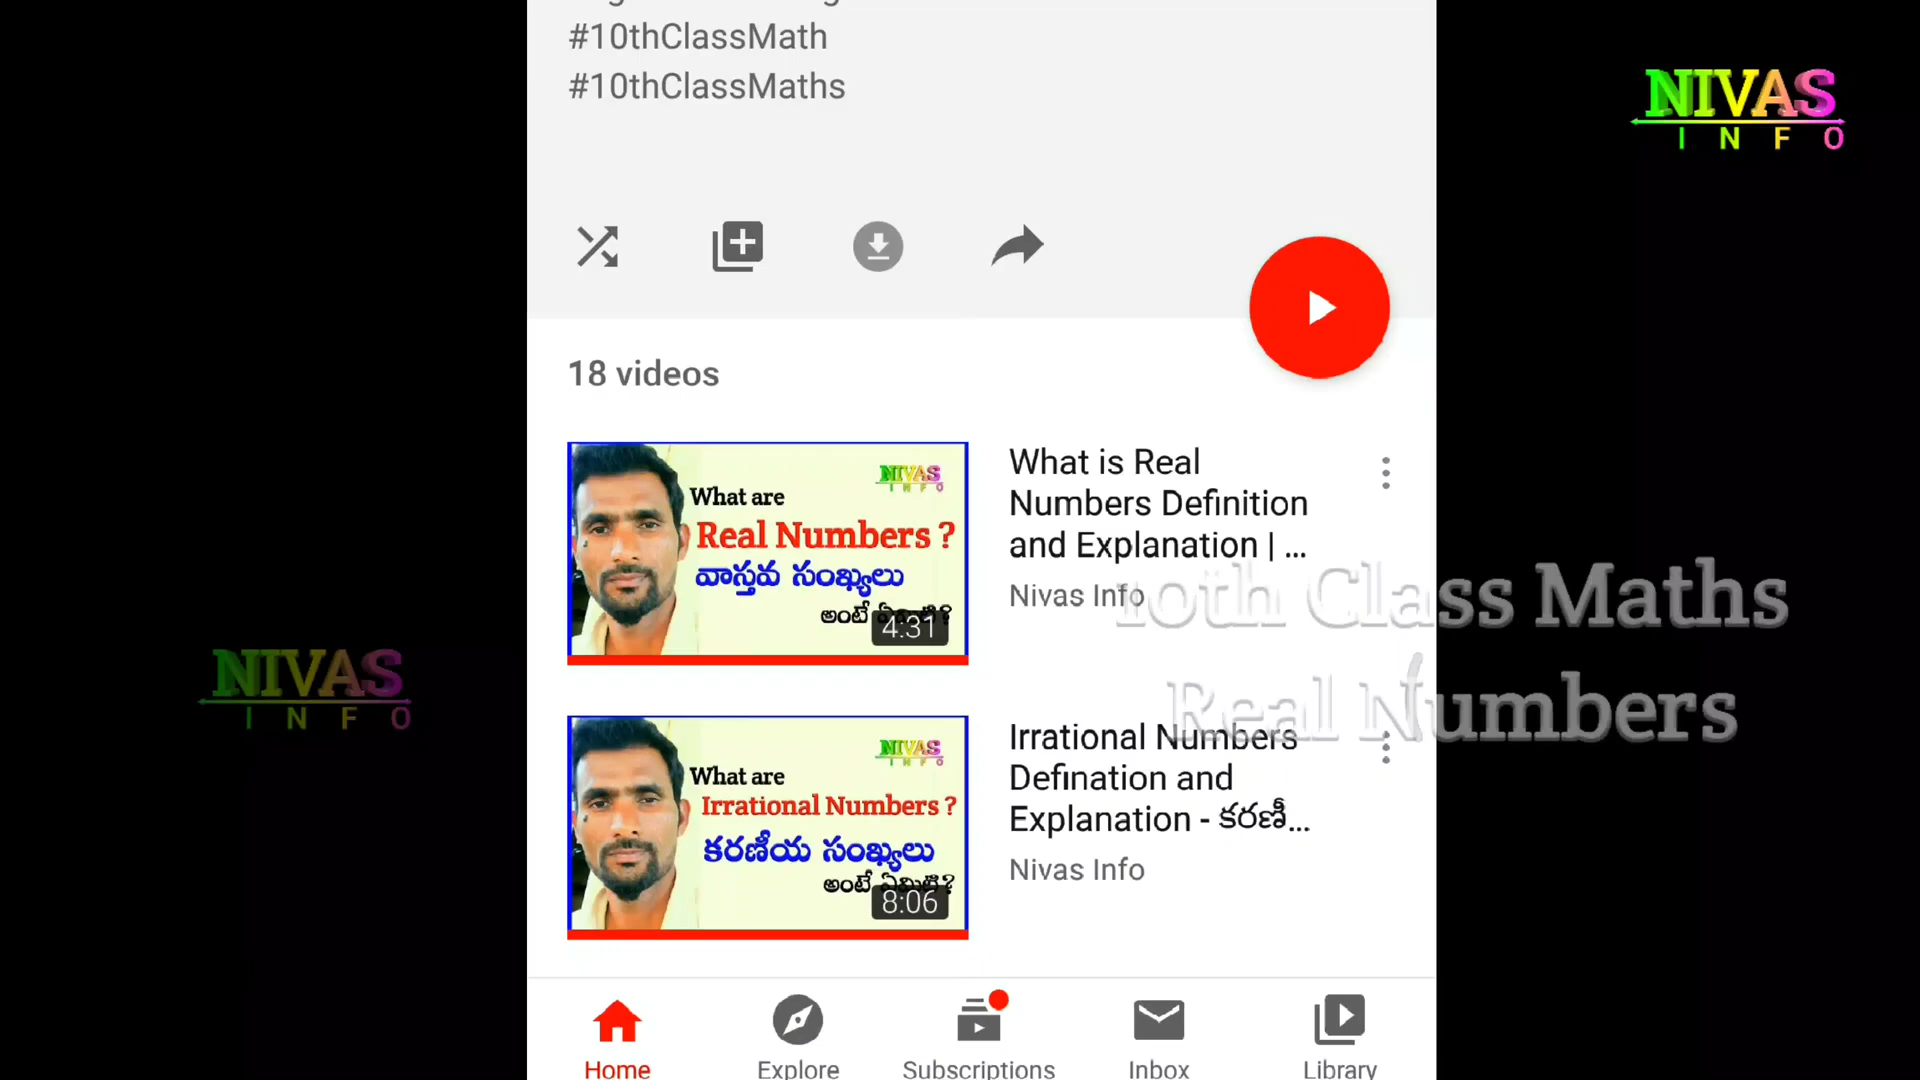 #10thClassMath
#10thClassMaths
NIVAS
INFO
18 videos
NIVAS
INFO
What are
Real Numbers ?
వాస్తవ సంఖ్యలు
అంటే
4:31
What is Real
Numbers Definition
and Explanation | ...
Nivas Info
10th Class Maths
Real Numbers
NIVAS
INFO
NIVAS
INFO
What are
Irrational Numbers ?
కరణీయ సంఖ్యలు
అంటే ఏమిటి?
8:06
Irrational Numbers
Defination and
Explanation - కరణీ...
Nivas Info
Home
Explore
Subscriptions
Inbox
Library